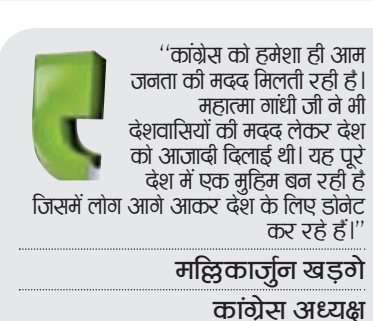 ‘‘कांग्रेस को हमेशा ही आम
जनता की मदद मिलती रही है।
महात्मा गांधी जी ने भी
देशवासियों की मदद लेकर देश
को आजादी दिलाई थी। यह पूरे
देश में एक मुहिम बन रही है
जिसमें लोग आगे आकर देश के लिए डोनेट
कर रहे हैं।’’
मल्लिकार्जुन खड़गे
कांग्रेस अध्यक्ष